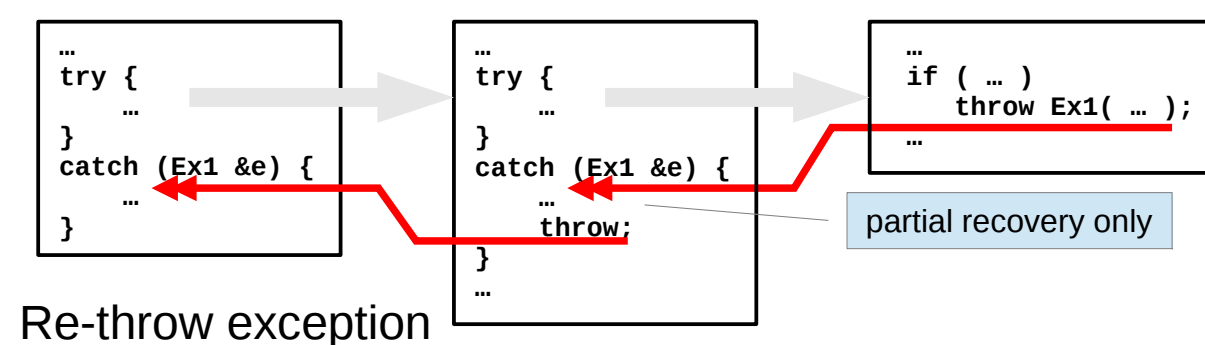 …
try {
…
}
catch (Ex1 &e) {
…
}
…
try {
…
}
catch (Ex1 &e) {
…
throw;
}
…
…
if ( … )
throw Ex1( … );
…
partial recovery only
Re-throw exception